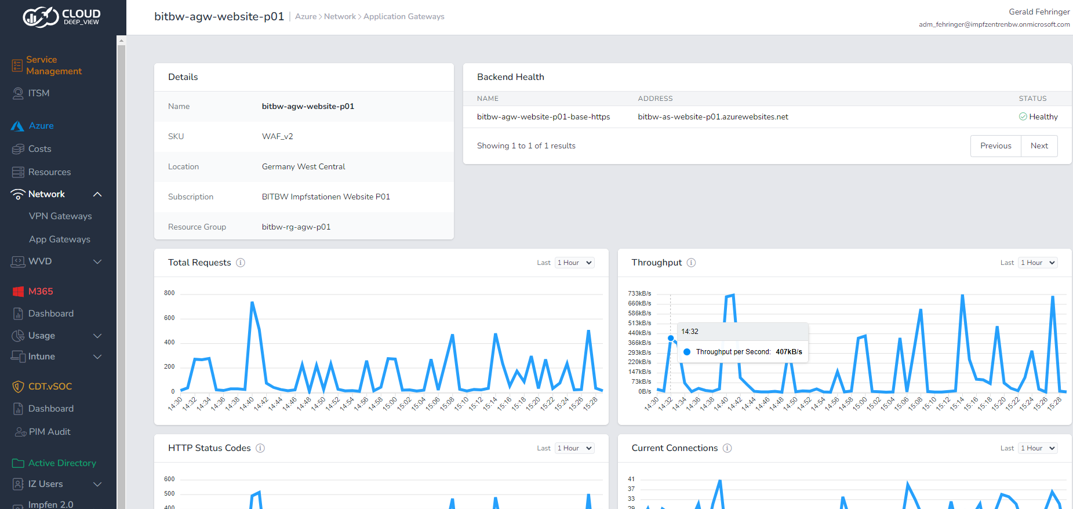 CLOUD
DEEP_VIEW
bitbw-agw-website-p01 | Azure > Network > Application Gateways
Gerald Fehringer
adm_fehringer@impfzentrenbw.onmicrosoft.com
Service
Management
ITSM
Azure
Costs
Resources
Network
VPN Gateways
App Gateways
WVD
M365
Dashboard
Usage
Intune
CDT.vSOC
Dashboard
PIM Audit
Active Directory
IZ Users
Impfen 2.0
Details
Name bitbw-agw-website-p01
SKU WAF_v2
Location Germany West Central
Subscription BITBW Impfstationen Website P01
Resource Group bitbw-rg-agw-p01
Backend Health
NAME ADDRESS STATUS
bitbw-agw-website-p01-base-https bitbw-as-website-p01.azurewebsites.net Healthy
Showing 1 to 1 of 1 results
Previous Next
Total Requests
Last 1 Hour
800
600
400
200
0
14:30 14:32 14:34 14:36 14:38 14:40 14:42 14:44 14:46 14:48 14:50 14:52 14:54 14:56 14:58 15:00 15:02 15:04 15:06 15:08 15:10 15:12 15:14 15:16 15:18 15:20 15:22 15:24 15:26 15:28
Throughput
Last 1 Hour
733kB/s
660kB/s
586kB/s
513kB/s
440kB/s
366kB/s
293kB/s
220kB/s
147kB/s
73kB/s
0B/s
14:32
Throughput per Second: 407kB/s
14:30 14:32 14:34 14:36 14:38 14:40 14:42 14:44 14:46 14:48 14:50 14:52 14:54 14:56 14:58 15:00 15:02 15:04 15:06 15:08 15:10 15:12 15:14 15:16 15:18 15:20 15:22 15:24 15:26 15:28
HTTP Status Codes
Last 1 Hour
600
500
400
Current Connections
Last 1 Hour
41
37
33
29